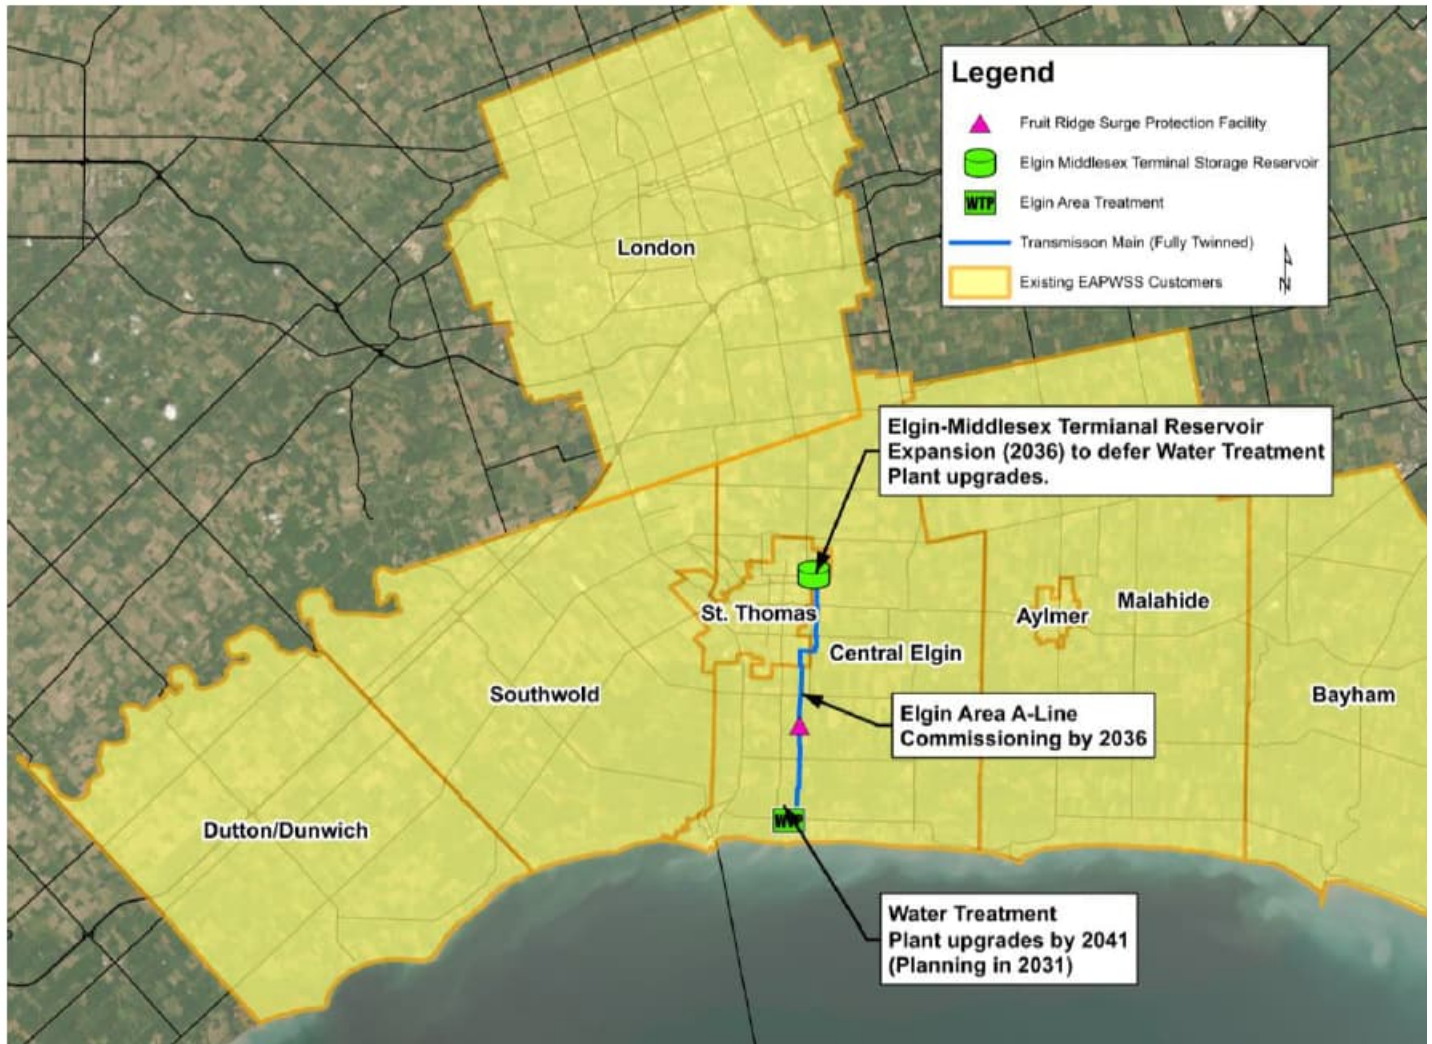 Legend
Fruit Ridge Surge Protection Facility
Elgin Middlesex Terminal Storage Reservoir
WTP
Elgin Area Treatment
Transmisson Main (Fully Twinned)
Existing EAPWSS Customers
N
London
Elgin-Middlesex Termianal Reservoir
Expansion (2036) to defer Water Treatment
Plant upgrades.
St. Thomas
Aylmer
Malahide
Central Elgin
Southwold
Bayham
Elgin Area A-Line
Commissioning by 2036
Dutton/Dunwich
WTP
Water Treatment
Plant upgrades by 2041
(Planning in 2031)